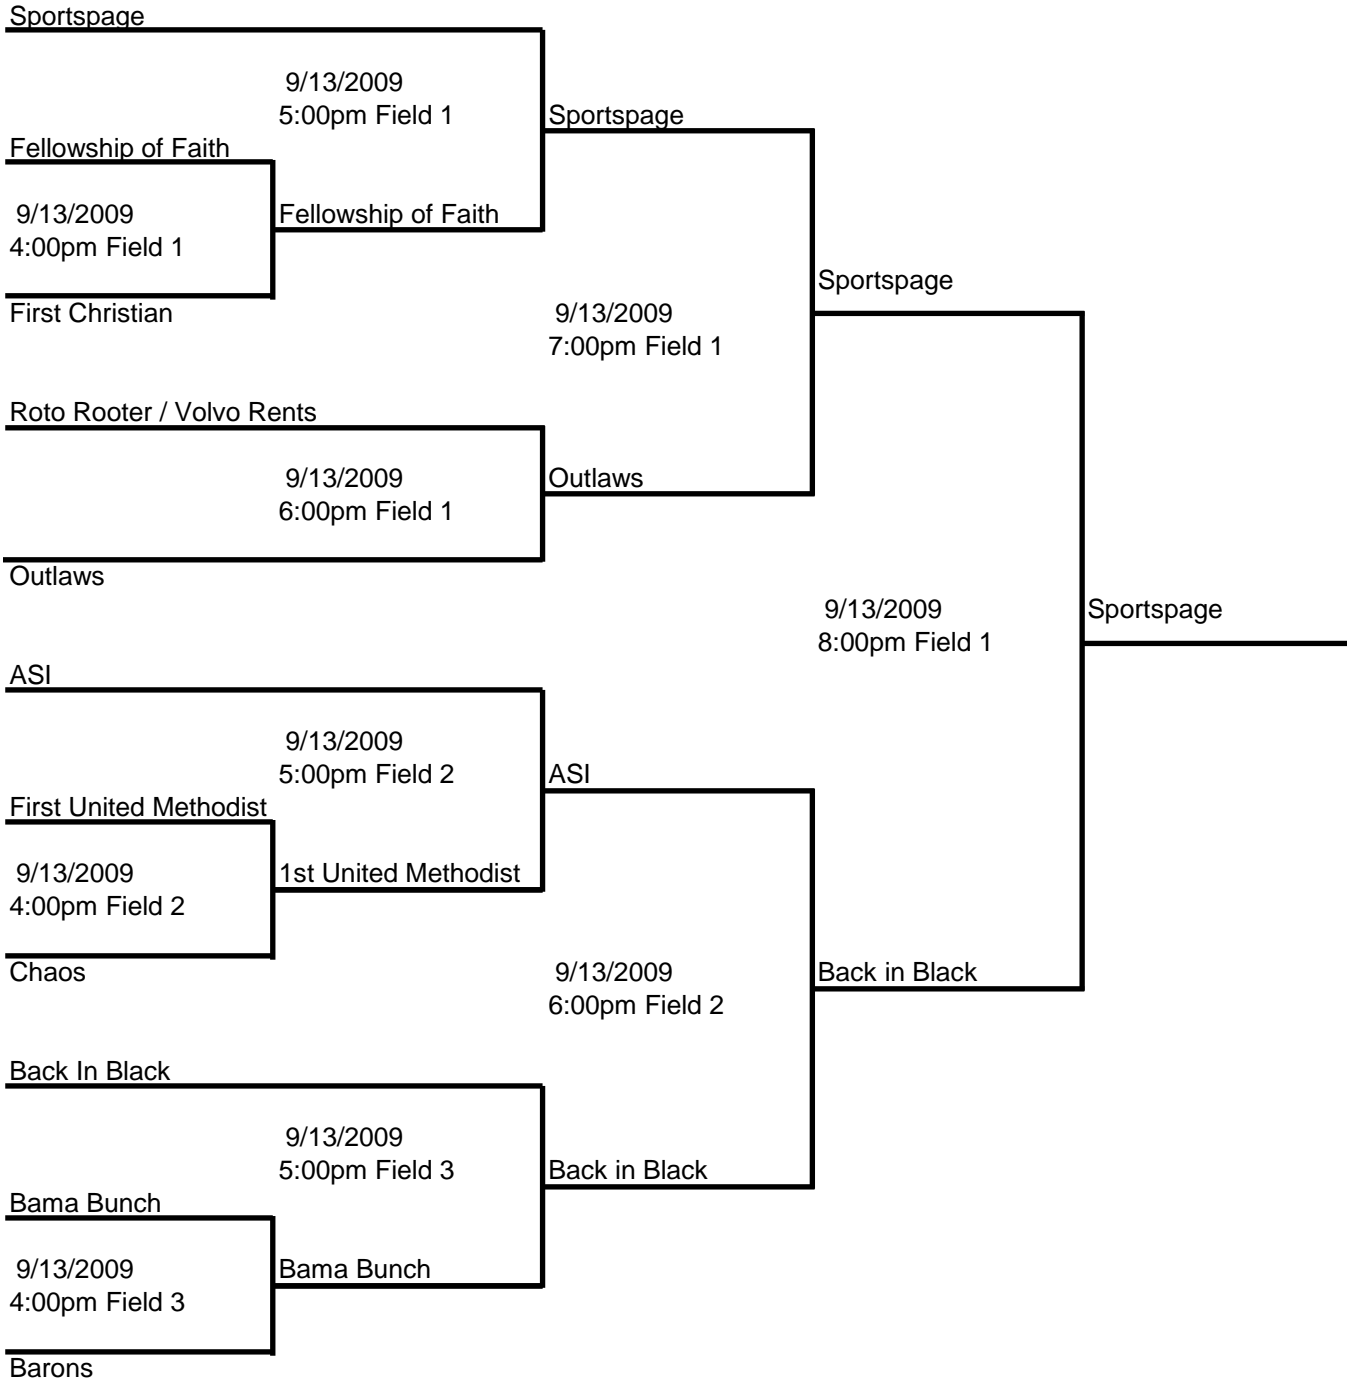 Sportspage
9/13/2009
5:00pm Field 1
Sportspage
Fellowship of Faith
9/13/2009
4:00pm Field 1
Fellowship of Faith
First Christian
Sportspage
9/13/2009
7:00pm Field 1
Roto Rooter / Volvo Rents
9/13/2009
6:00pm Field 1
Outlaws
Outlaws
9/13/2009
8:00pm Field 1
Sportspage
ASI
9/13/2009
5:00pm Field 2
ASI
First United Methodist
9/13/2009
4:00pm Field 2
1st United Methodist
Chaos
9/13/2009
6:00pm Field 2
Back in Black
Back In Black
9/13/2009
5:00pm Field 3
Back in Black
Bama Bunch
9/13/2009
4:00pm Field 3
Bama Bunch
Barons